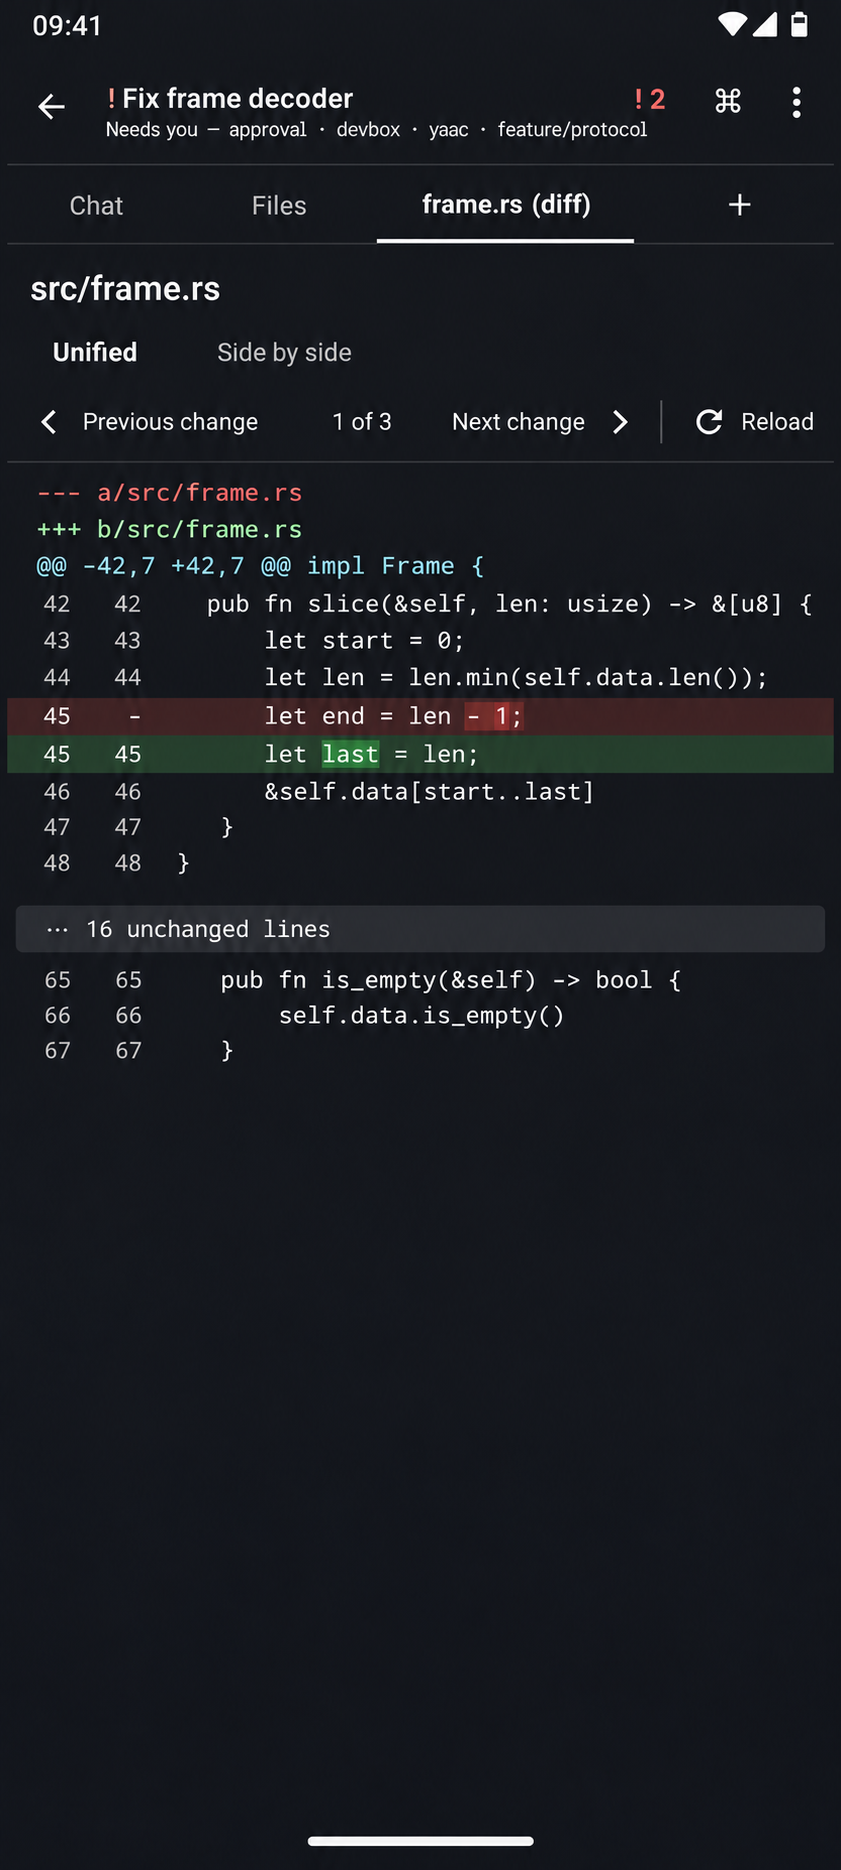 09:41
! Fix frame decoder ! 2 ⌘
Needs you – approval · devbox · yaac · feature/protocol
Chat Files frame.rs (diff) +
src/frame.rs
Unified Side by side
Previous change 1 of 3 Next change Reload
--- a/src/frame.rs
+++ b/src/frame.rs
@@ -42,7 +42,7 @@ impl Frame {
42 42 pub fn slice(&self, len: usize) -> &[u8] {
43 43 let start = 0;
44 44 let len = len.min(self.data.len());
45 - let end = len - 1;
45 45 let last = len;
46 46 &self.data[start..last]
47 47 }
48 48 }
... 16 unchanged lines
65 65 pub fn is_empty(&self) -> bool {
66 66 self.data.is_empty()
67 67 }